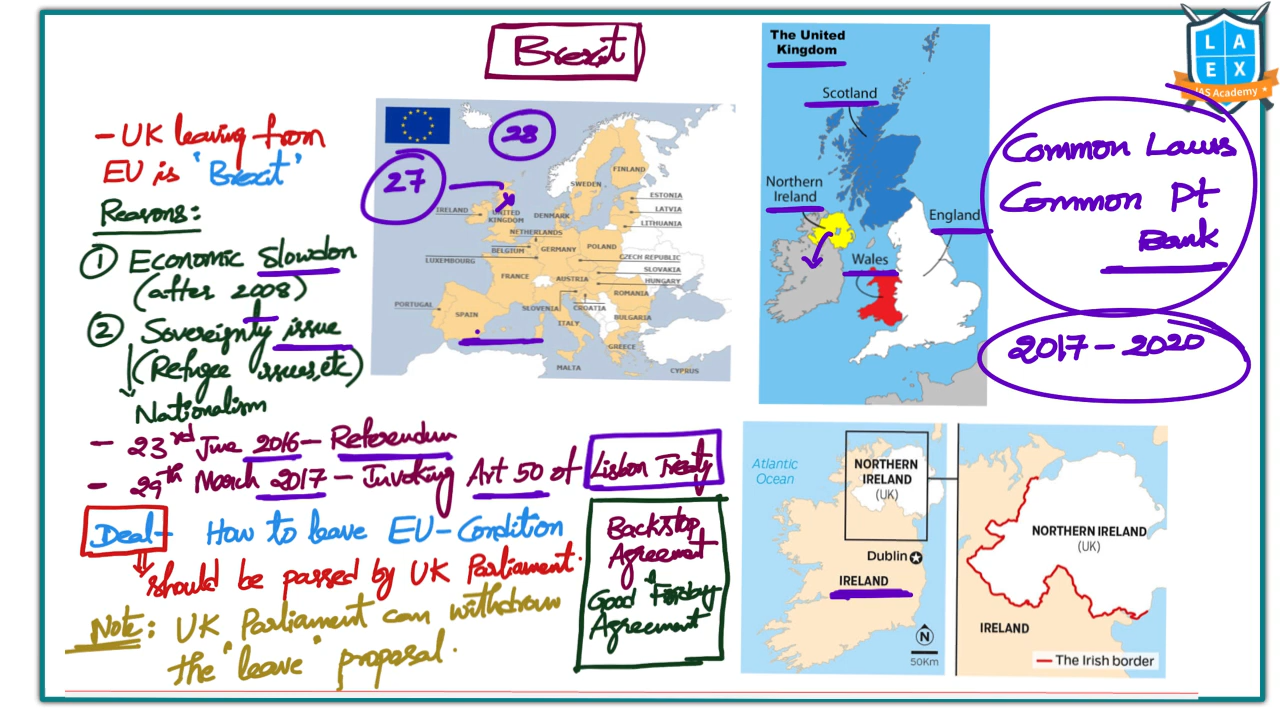 Brexit
L A
E X
IAS Academy
- UK leaving from
EU is "Brexit"
Reasons:
① Economic Slowdon
(after 2008)
② Sovereignty issue
(Refugee issues, etc)
Nationalism
28
27
FINLAND
SWEDEN
ESTONIA
LATVIA
LITHUANIA
IRELAND
UNITED
KINGDOM
DENMARK
NETHERLANDS
BELGIUM
GERMANY
POLAND
LUXEMBOURG
CZECH REPUBLIC
SLOVAKIA
FRANCE
AUSTRIA
HUNGARY
ROMANIA
PORTUGAL
SPAIN
SLOVENIA
CROATIA
ITALY
BULGARIA
GREECE
MALTA
CYPRUS
The United
Kingdom
Scotland
Northern
Ireland
England
Wales
Common Laws
Common Pt
Bank
2017 - 2020
- 23rd June 2016 - Referendum
- 29th March 2017 - Invoking Art 50 of Lisbon Treaty
Deal - How to leave EU - Condition
should be passed by UK Parliament.
Note: UK Parliament can withdraw
the "leave" proposal.
Backstop
Agreement
Good Friday
Agreement
Atlantic
Ocean
NORTHERN
IRELAND
(UK)
Dublin
IRELAND
N
50Km
NORTHERN IRELAND
(UK)
IRELAND
The Irish border